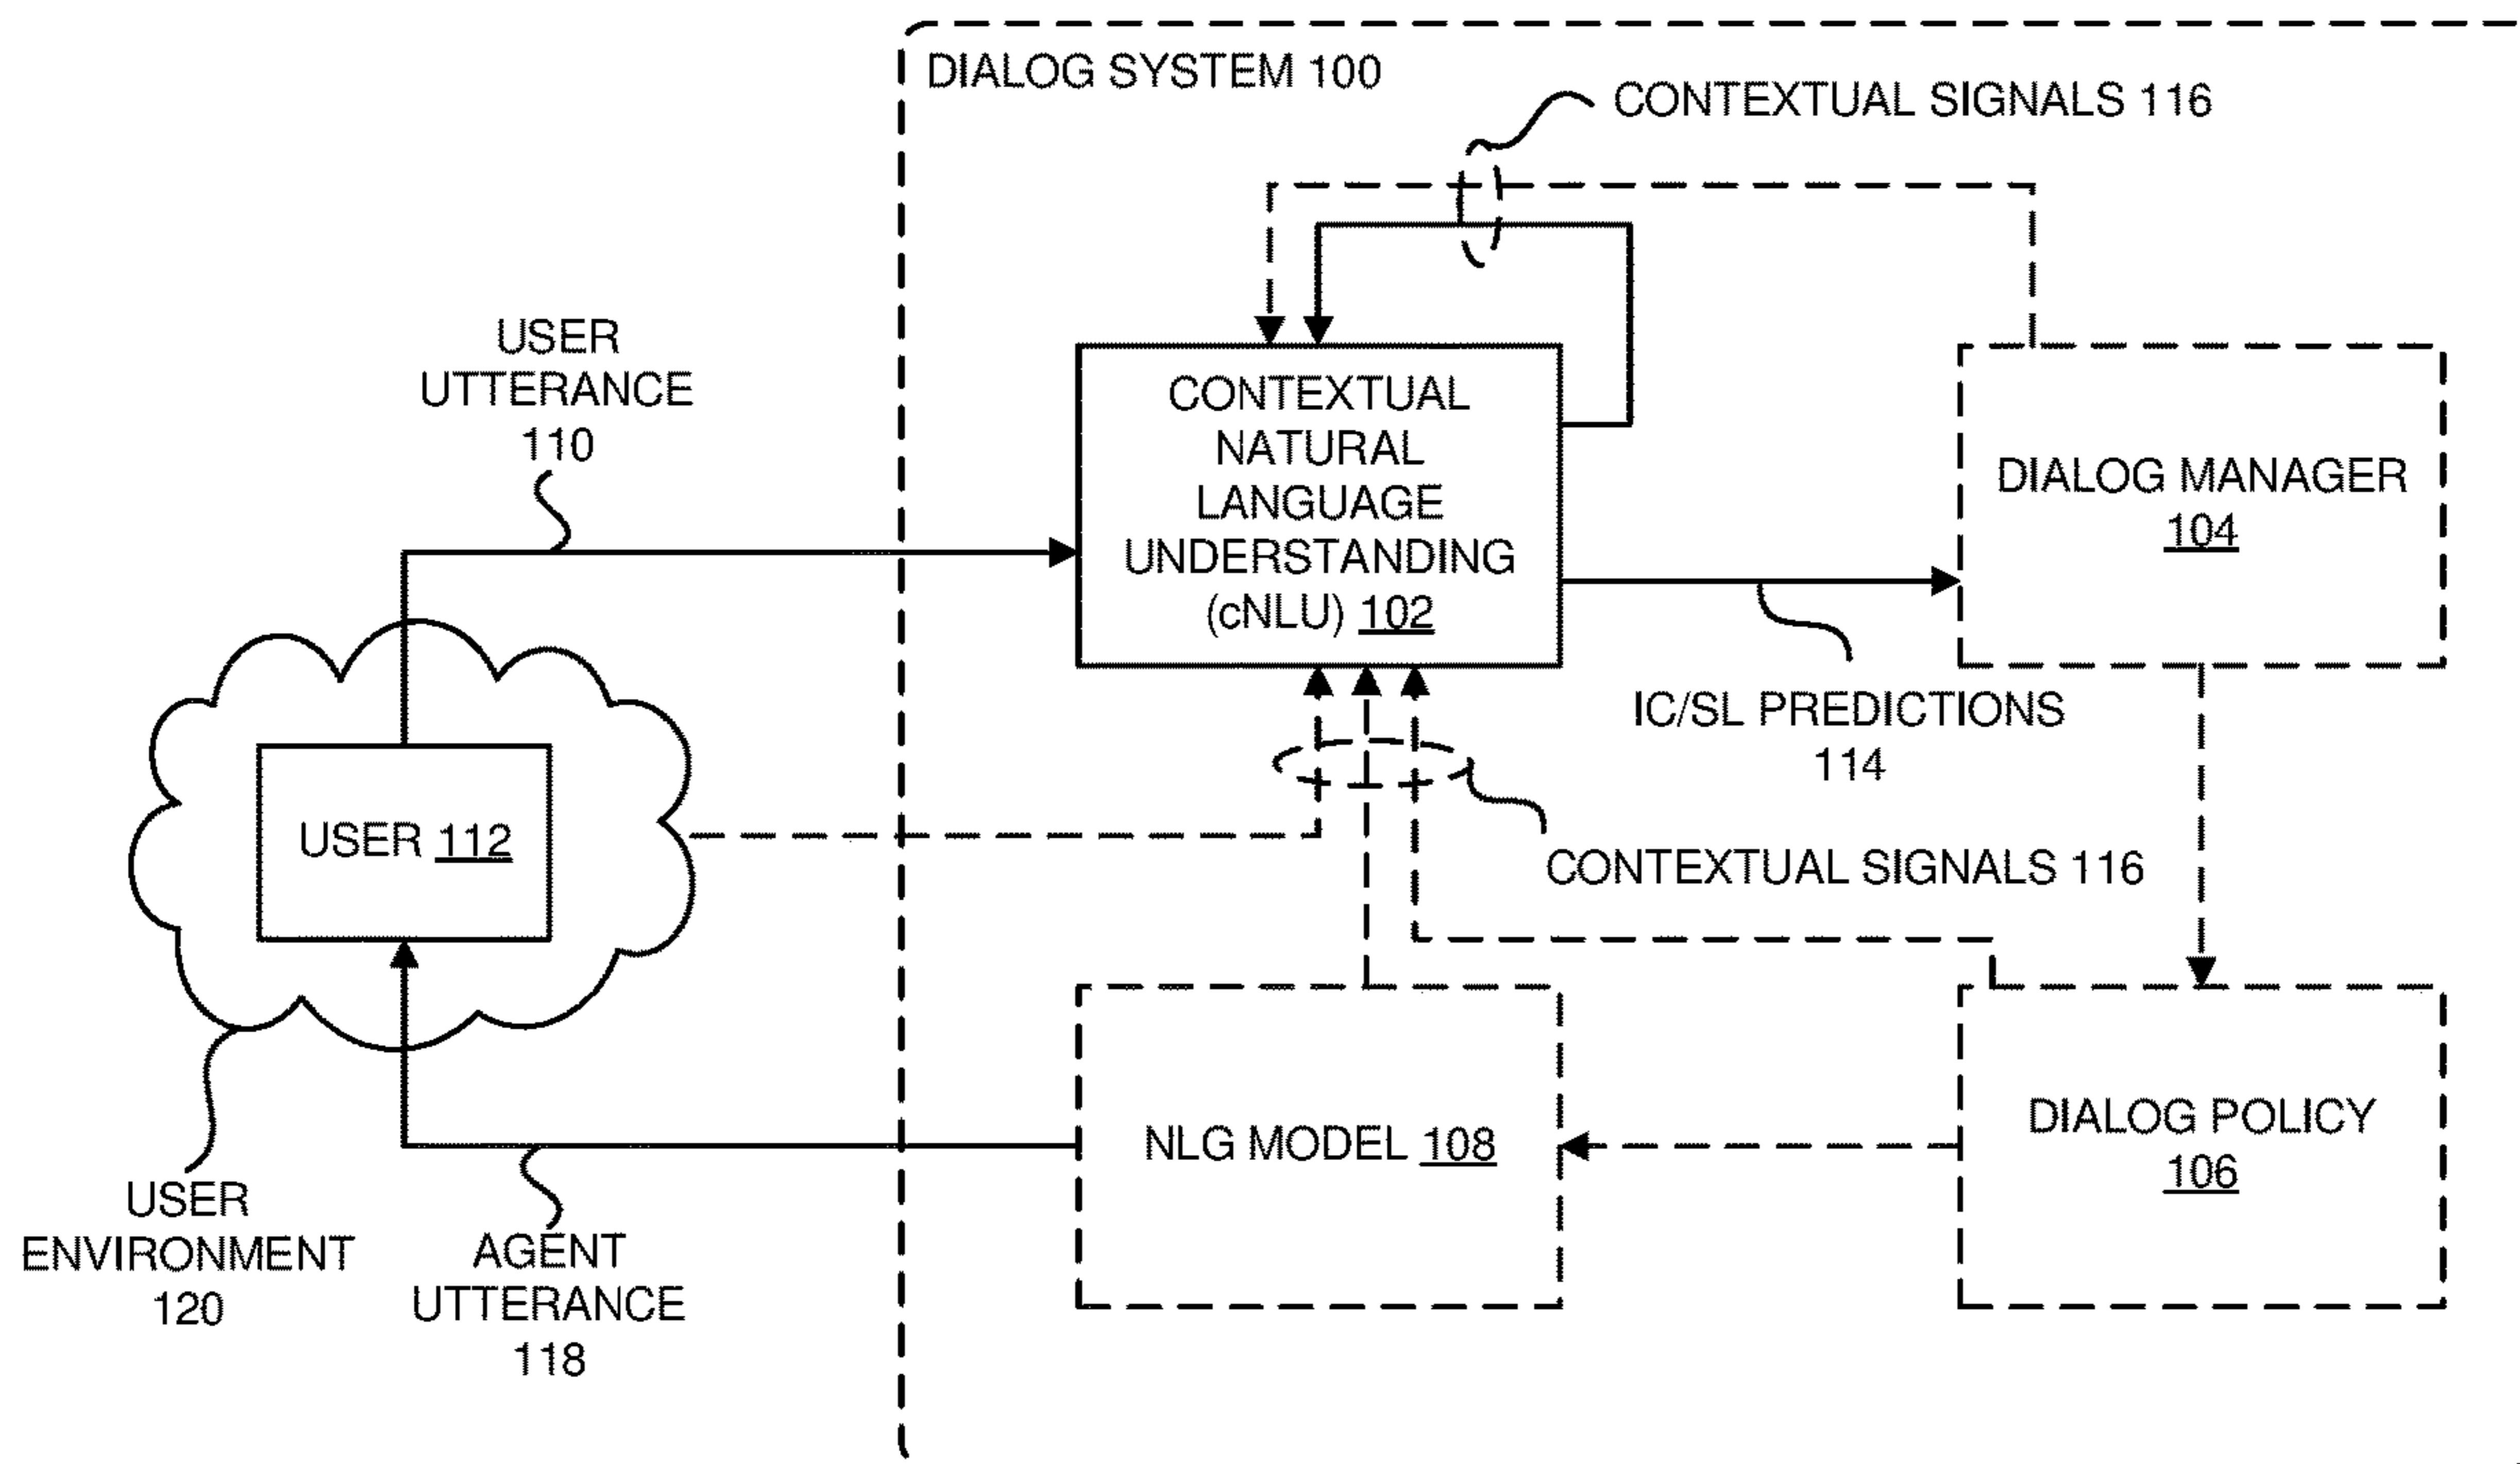 DIALOG SYSTEM 100
CONTEXTUAL SIGNALS 116
USER
UTTERANCE
110
CONTEXTUAL
NATURAL
LANGUAGE
UNDERSTANDING
(cNLU) 102
DIALOG MANAGER
104
IC/SL PREDICTIONS
114
USER 112
CONTEXTUAL SIGNALS 116
NLG MODEL 108
DIALOG POLICY
106
USER
ENVIRONMENT
120
AGENT
UTTERANCE
118